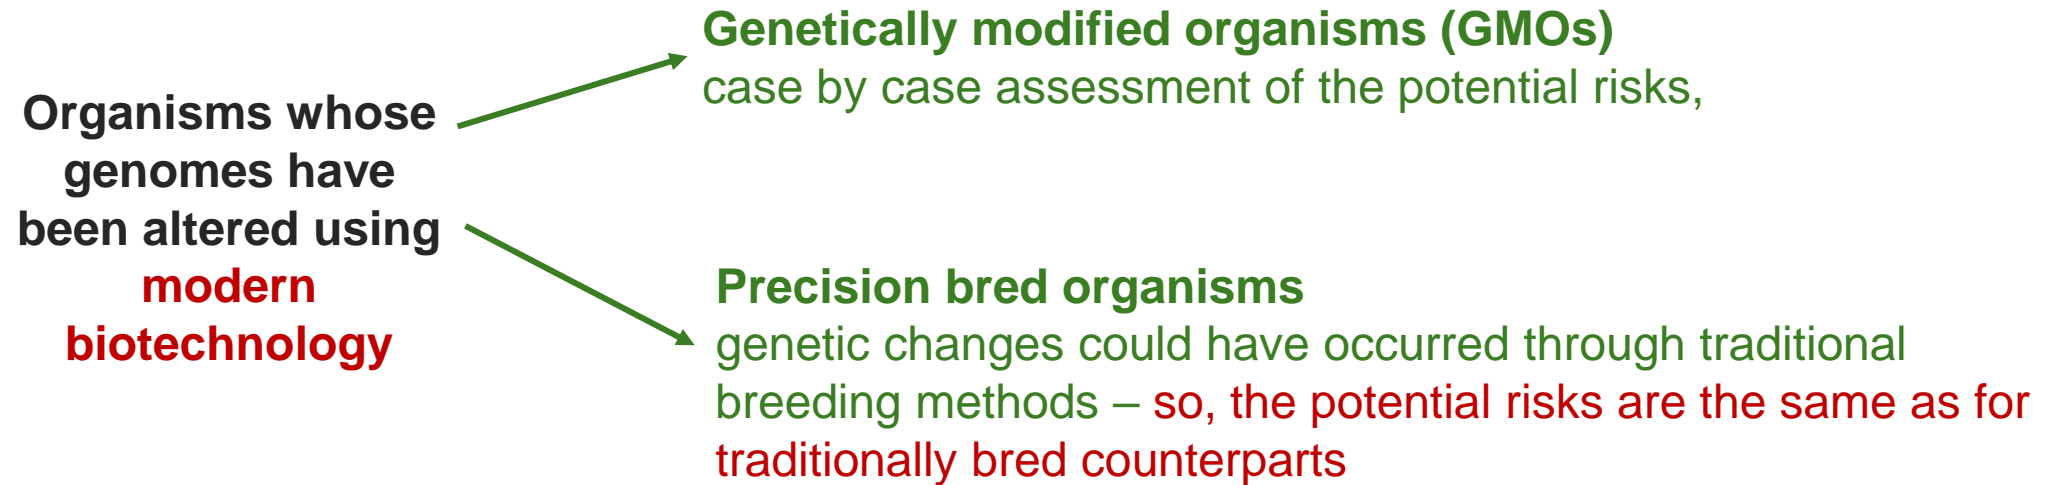 Organisms whose
genomes have
been altered using
modern
biotechnology
Genetically modified organisms (GMOs)
case by case assessment of the potential risks,
Precision bred organisms
genetic changes could have occurred through traditional
breeding methods – so, the potential risks are the same as for
traditionally bred counterparts